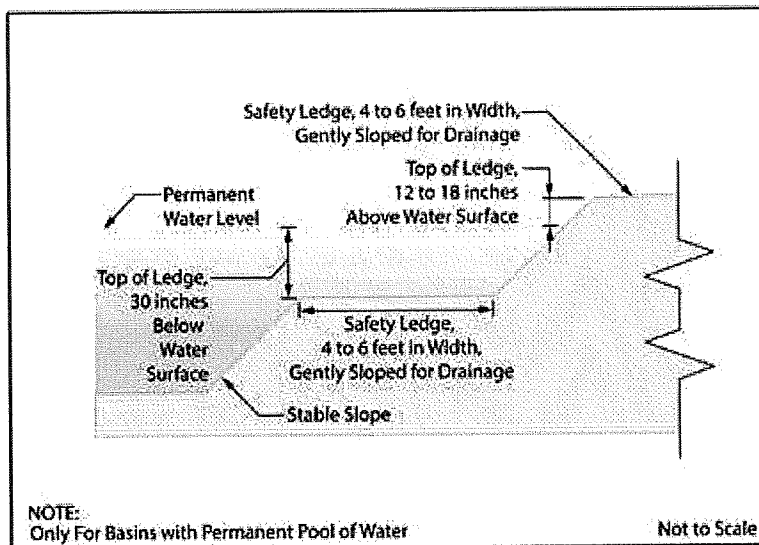 Safety Ledge, 4 to 6 feet in Width,
Gently Sloped for Drainage
Top of Ledge,
12 to 18 inches
Above Water Surface
Permanent
Water Level
Top of Ledge,
30 inches
Below
Water
Surface
Safety Ledge,
4 to 6 feet in Width,
Gently Sloped for Drainage
Stable Slope
NOTE:
Only For Basins with Permanent Pool of Water
Not to Scale